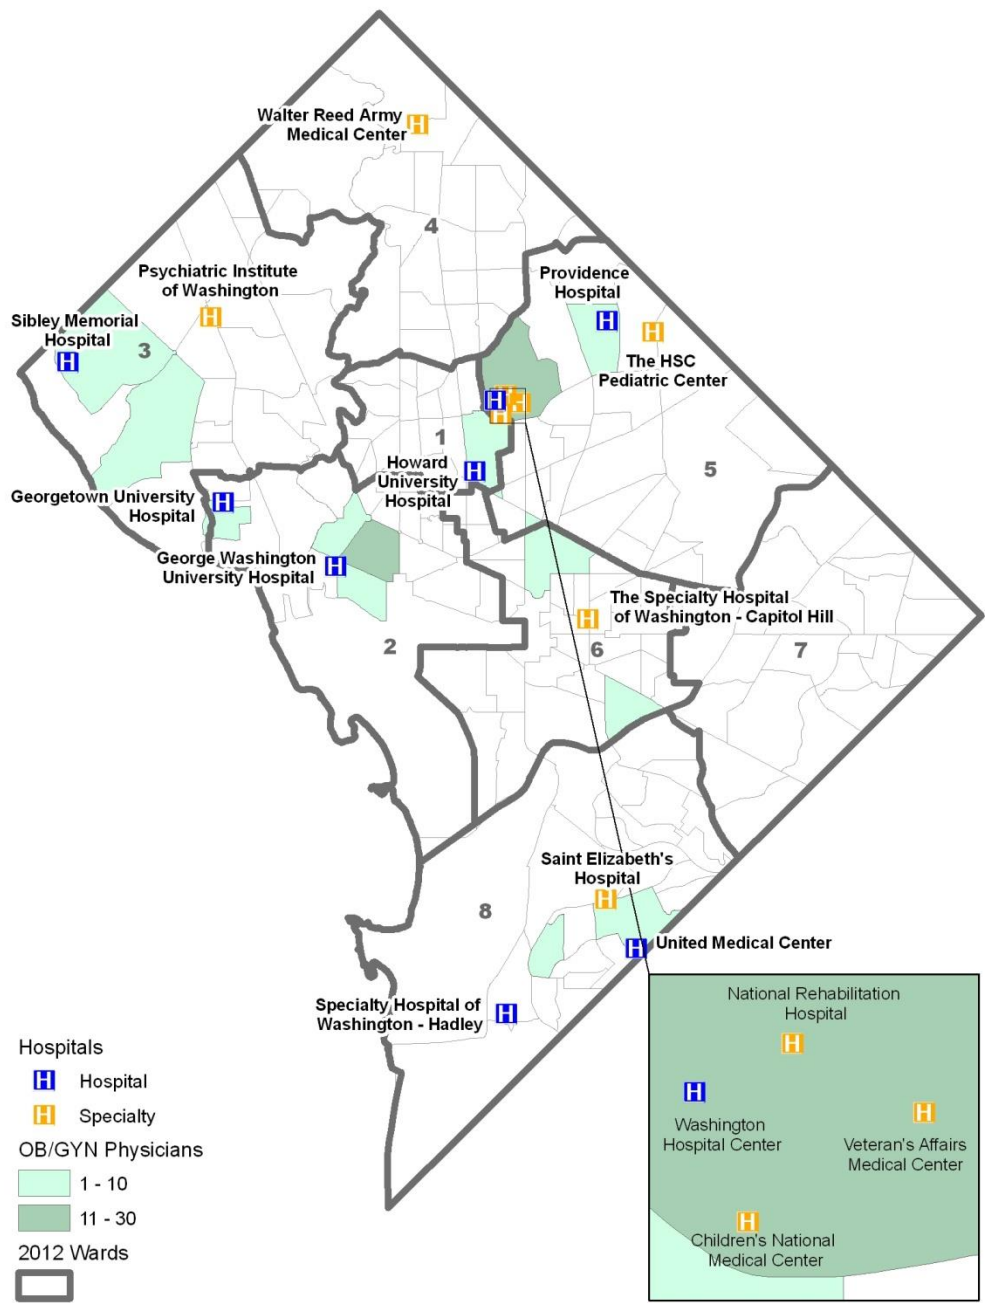 Walter Reed Army
Medical Center
H
4
Psychiatric Institute
of Washington
H
Providence
Hospital
H
H
The HSC
Pediatric Center
Sibley Memorial
Hospital
H
3
H
H
H
1
Howard
University
Hospital
H
5
Georgetown University
Hospital
H
George Washington
University Hospital
H
The Specialty Hospital
of Washington - Capitol Hill
H
2
6
7
Saint Elizabeth's
Hospital
H
8
H
United Medical Center
Specialty Hospital of
Washington - Hadley
H
National Rehabilitation
Hospital
H
H
Washington
Hospital Center
H
Veteran's Affairs
Medical Center
H
Children's National
Medical Center
Hospitals
H Hospital
H Specialty
OB/GYN Physicians
1 - 10
11 - 30
2012 Wards